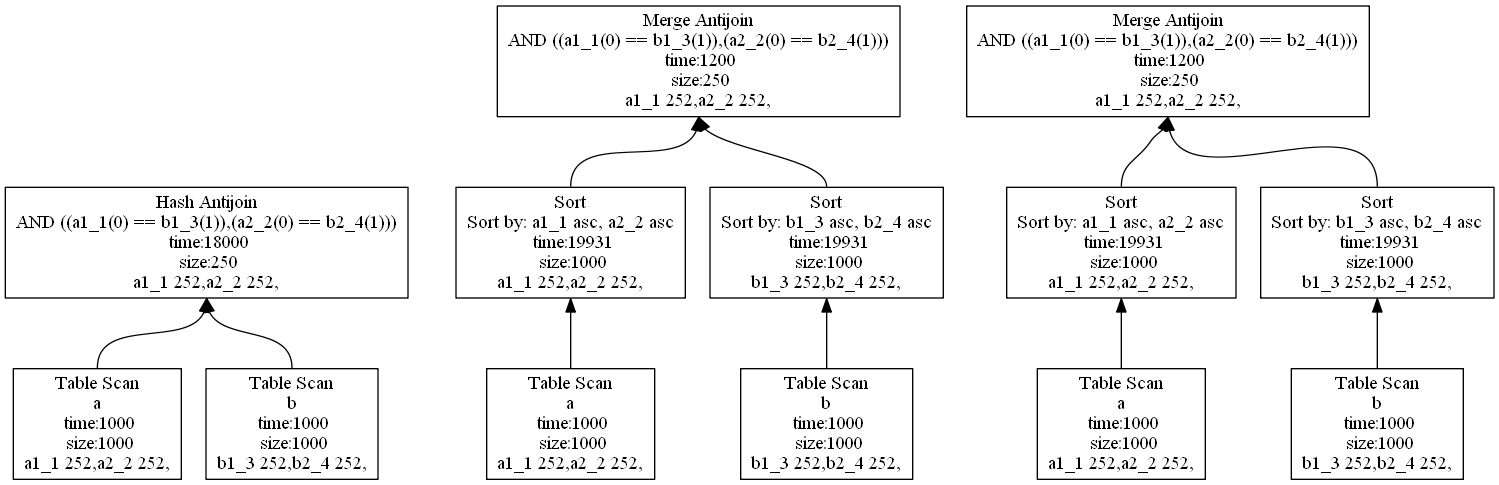 Merge Antijoin
AND ((a1_1(0) == b1_3(1)),(a2_2(0) == b2_4(1)))
time:1200
size:250
a1_1 252,a2_2 252,
Merge Antijoin
AND ((a1_1(0) == b1_3(1)),(a2_2(0) == b2_4(1)))
time:1200
size:250
a1_1 252,a2_2 252,
Hash Antijoin
AND ((a1_1(0) == b1_3(1)),(a2_2(0) == b2_4(1)))
time:18000
size:250
a1_1 252,a2_2 252,
Sort
Sort by: a1_1 asc, a2_2 asc
time:19931
size:1000
a1_1 252,a2_2 252,
Sort
Sort by: b1_3 asc, b2_4 asc
time:19931
size:1000
b1_3 252,b2_4 252,
Sort
Sort by: a1_1 asc, a2_2 asc
time:19931
size:1000
a1_1 252,a2_2 252,
Sort
Sort by: b1_3 asc, b2_4 asc
time:19931
size:1000
b1_3 252,b2_4 252,
Table Scan
a
time:1000
size:1000
a1_1 252,a2_2 252,
Table Scan
b
time:1000
size:1000
b1_3 252,b2_4 252,
Table Scan
a
time:1000
size:1000
a1_1 252,a2_2 252,
Table Scan
b
time:1000
size:1000
b1_3 252,b2_4 252,
Table Scan
a
time:1000
size:1000
a1_1 252,a2_2 252,
Table Scan
b
time:1000
size:1000
b1_3 252,b2_4 252,